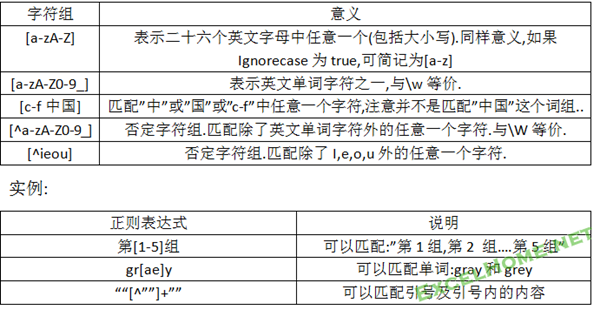 字符组 意义
[a-zA-Z] 表示二十六个英文字母中任意一个(包括大小写).同样意义,如果
Ignorecase 为 true,可简记为[a-z]
[a-zA-Z0-9_] 表示英文单词字符之一,与\w 等价.
[c-f 中国] 匹配”中”或”国”或”c-f”中任意一个字符,注意并不是匹配”中国”这个词组..
[^a-zA-Z0-9_] 否定字符组.匹配除了英文单词字符外的任意一个字符.与\W 等价.
[^ieou] 否定字符组.匹配除了 I,e,o,u 外的任意一个字符.
实例:
正则表达式 说明
第[1-5]组 可以匹配:”第 1 组,第 2 组....第 5 组”
gr[ae]y 可以匹配单词:gray 和 grey
““[^””]+”” 可以匹配引号及引号内的内容
EXCELHOME.NET